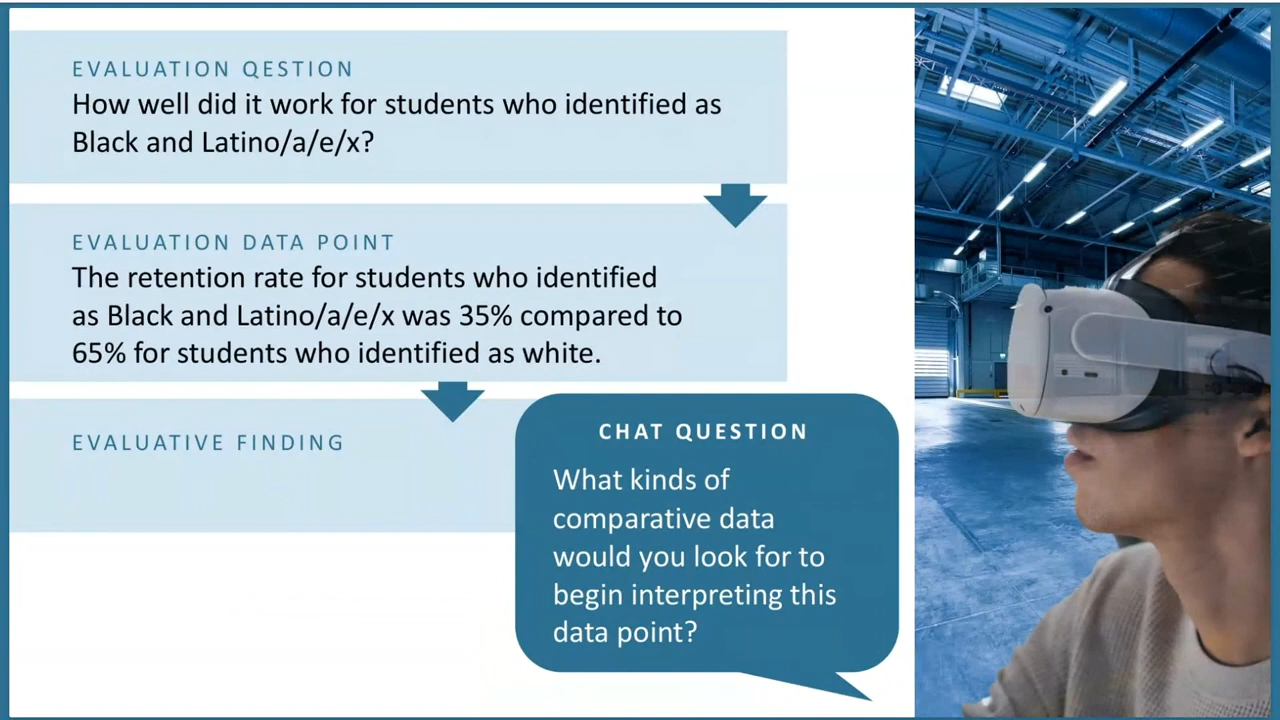 EVALUATION QESTION
How well did it work for students who identified as
Black and Latino/a/e/x?
EVALUATION DATA POINT
The retention rate for students who identified
as Black and Latino/a/e/x was 35% compared to
65% for students who identified as white.
EVALUATIVE FINDING
CHAT QUESTION
What kinds of
comparative data
would you look for to
begin interpreting this
data point?